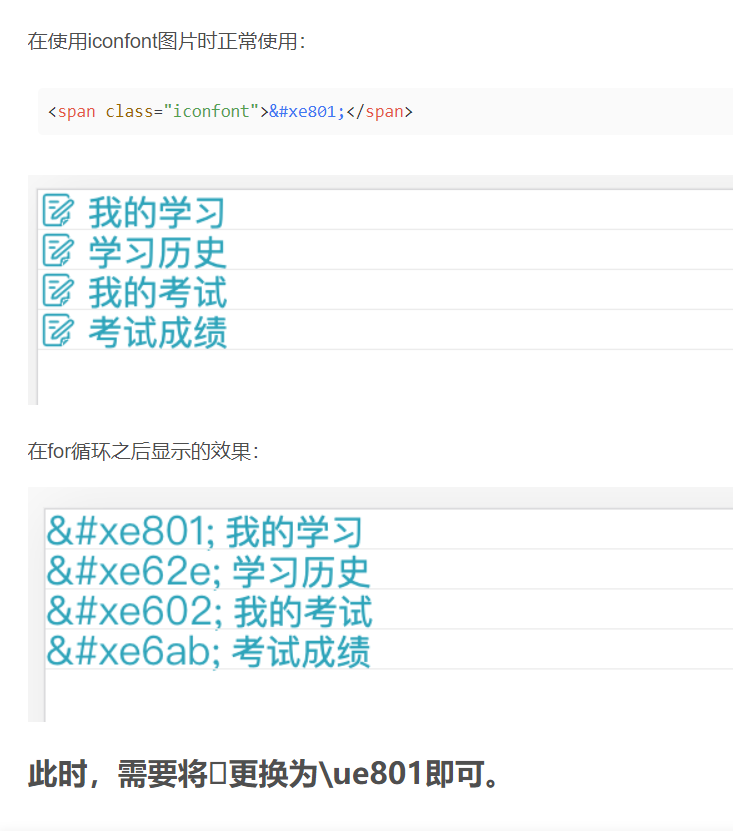 在使用iconfont图片时正常使用：
<span class="iconfont">&#xe801;</span>
我的学习
学习历史
我的考试
考试成绩
在for循环之后显示的效果：
&#xe801; 我的学习
&#xe62e; 学习历史
&#xe602; 我的考试
&#xe6ab; 考试成绩
此时，需要将更换为\ue801即可。